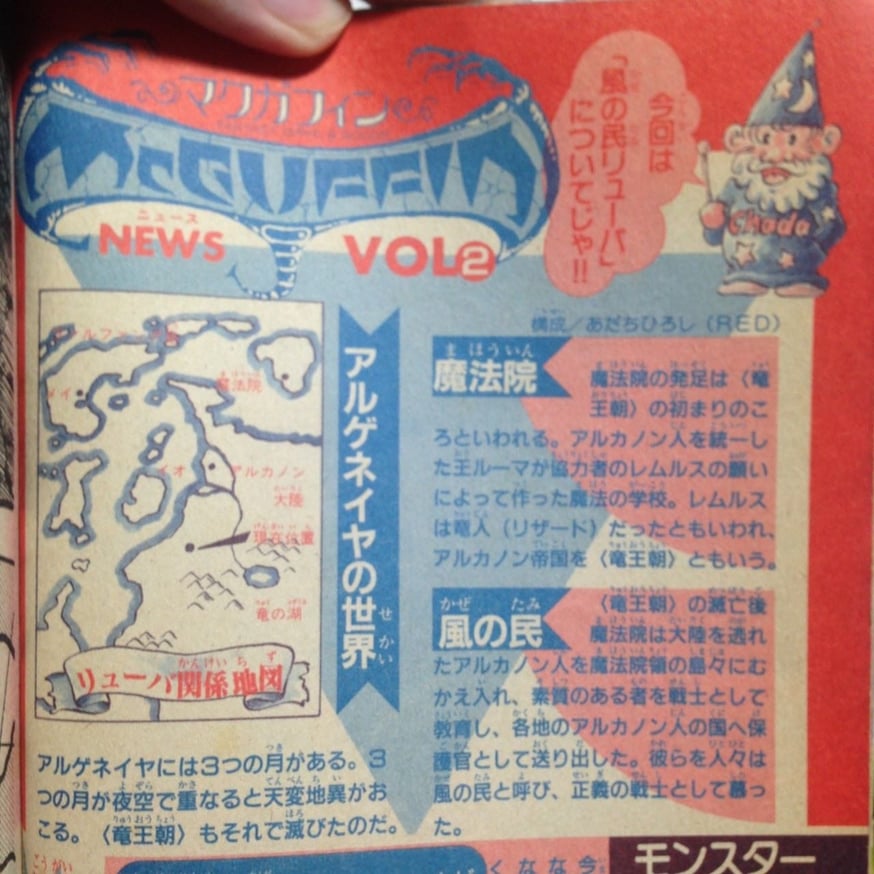 マクガフィン
McGUFFIN
ニュース
NEWS VOL2
今回は
「風の民リューバ」
についてじゃ!!
Choda
構成/あだちひろし(RED)
魔法院
アルカノン
大陸
イオ
現在位置
竜の湖
リューバ関係地図
アルゲネイヤの世界
アルゲネイヤには3つの月がある。3
つの月が夜空で重なると天変地異がお
こる。〈竜王朝〉もそれで滅びたのだ。
魔法院
魔法院の発足は〈竜
王朝〉の初まりのこ
ろといわれる。アルカノン人を統一し
た王ルーマが協力者のレムルスの願い
によって作った魔法の学校。レムルス
は竜人(リザード)だったともいわれ、
アルカノン帝国を〈竜王朝〉ともいう。
風の民
〈竜王朝〉の滅亡後
魔法院は大陸を逃れ
たアルカノン人を魔法院領の島々にむ
かえ入れ、素質のある者を戦士として
教育し、各地のアルカノン人の国へ保
護官として送り出した。彼らを人々は
風の民と呼び、正義の戦士として慕っ
た。
モンスター